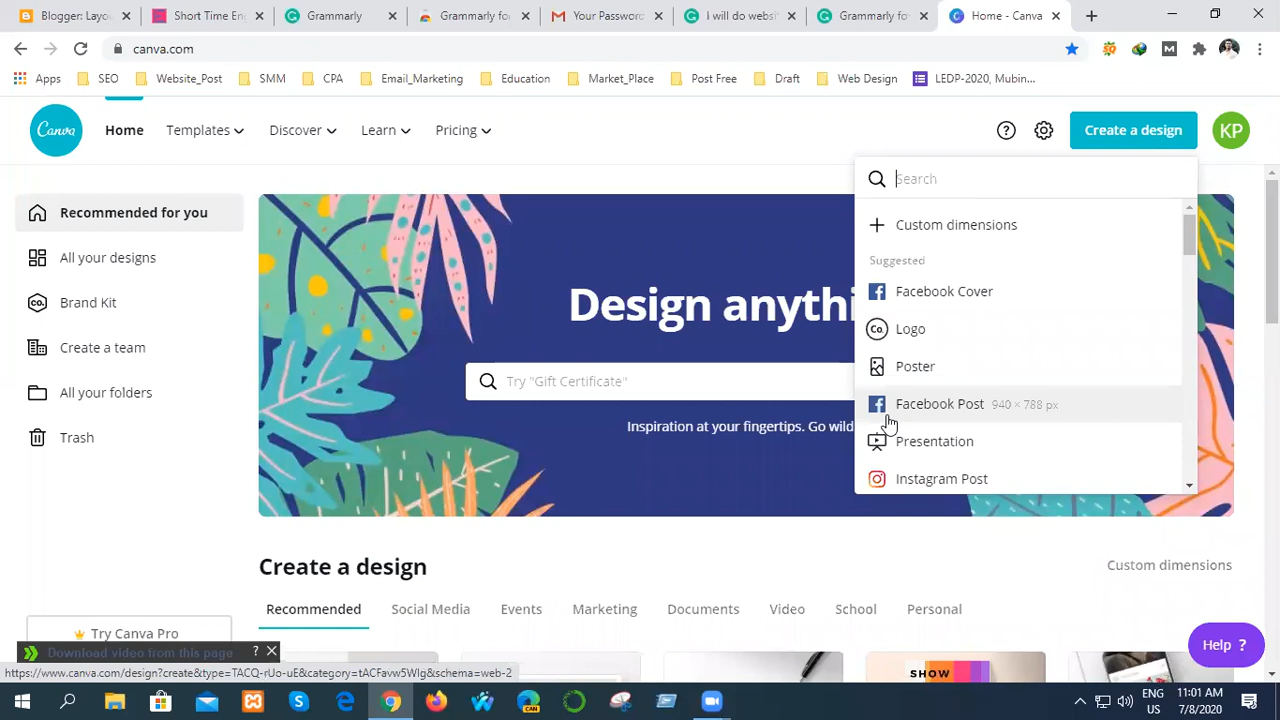 Blogger: Layo
Short Time En
Grammarly
Grammarly fo
Your Password
I will do webs
Grammarly fo
Home - Canva
canva.com
Apps
SEO
Website_Post
SMM
CPA
Email_Marketing
Education
Market_Place
Post Free
Draft
Web Design
LEDP-2020, Mubin...
Canva
Home
Templates
Discover
Learn
Pricing
Create a design
KP
Search
Custom dimensions
Suggested
Facebook Cover
Co. Logo
Poster
Facebook Post 940 × 788 px
Presentation
Instagram Post
Recommended for you
All your designs
CO. Brand Kit
Create a team
All your folders
Trash
Design anythi
Try "Gift Certificate"
Inspiration at your fingertips. Go wild
Create a design
Custom dimensions
Recommended
Social Media
Events
Marketing
Documents
Video
School
Personal
Try Canva Pro
Download video from this page ?
SHOW
Help ?
https://www.canva.com/design?create&type=TACQ-rUo-uE&category=tACFavw5WIg&schema=web-2
ENG
US
11:01 AM
7/8/2020